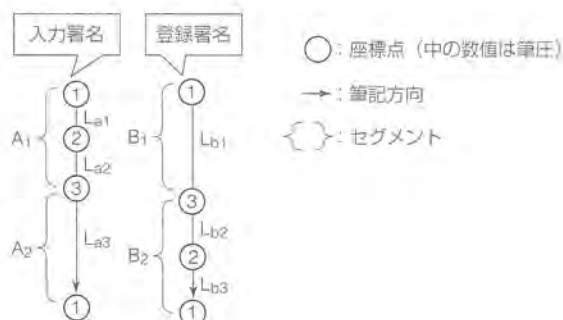 入力署名
登録署名
○：座標点（中の数値は筆圧）
→：筆記方向
{ }：セグメント
A1
B1
A2
B2
1
La1
2
La2
3
La3
1
1
Lb1
3
Lb2
2
Lb3
1